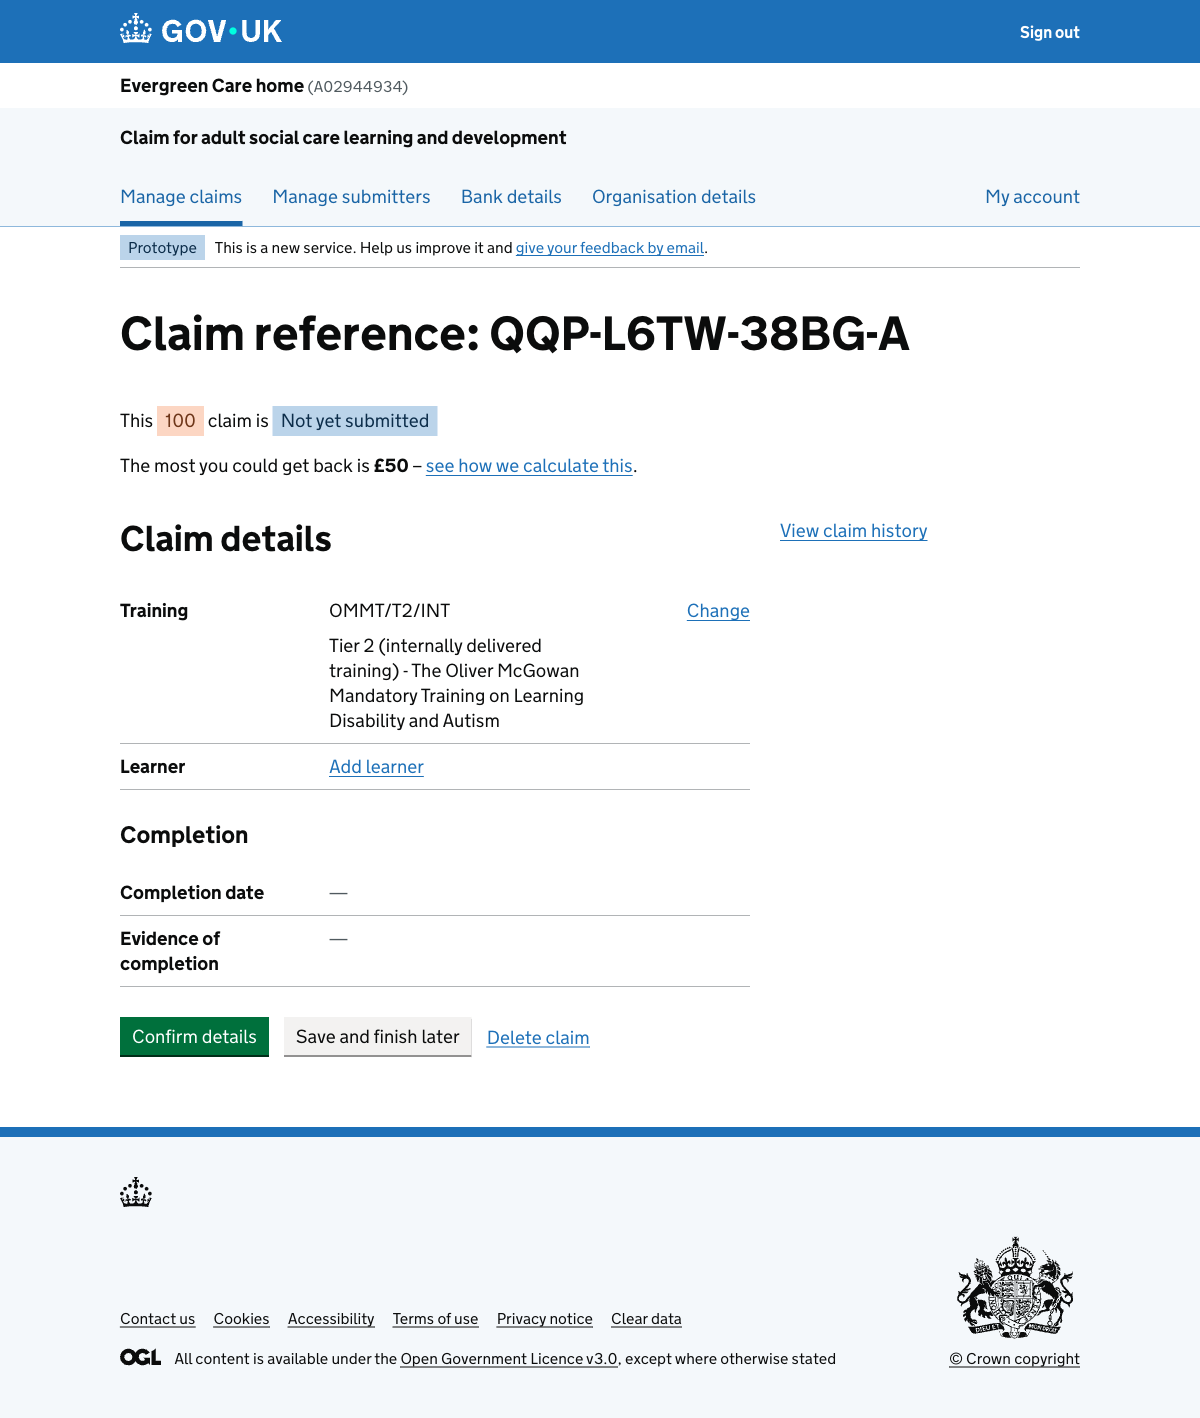 GOV·UK
Sign out
Evergreen Care home (A02944934)
Claim for adult social care learning and development
Manage claims
Manage submitters
Bank details
Organisation details
My account
Prototype
This is a new service. Help us improve it and give your feedback by email.
Claim reference: QQP-L6TW-38BG-A
This 100 claim is Not yet submitted
The most you could get back is £50 – see how we calculate this.
Claim details
View claim history
Training
OMMT/T2/INT
Change
Tier 2 (internally delivered
training) - The Oliver McGowan
Mandatory Training on Learning
Disability and Autism
Learner
Add learner
Completion
Completion date
—
Evidence of
completion
—
Confirm details
Save and finish later
Delete claim
Contact us
Cookies
Accessibility
Terms of use
Privacy notice
Clear data
OGL
All content is available under the Open Government Licence v3.0, except where otherwise stated
© Crown copyright